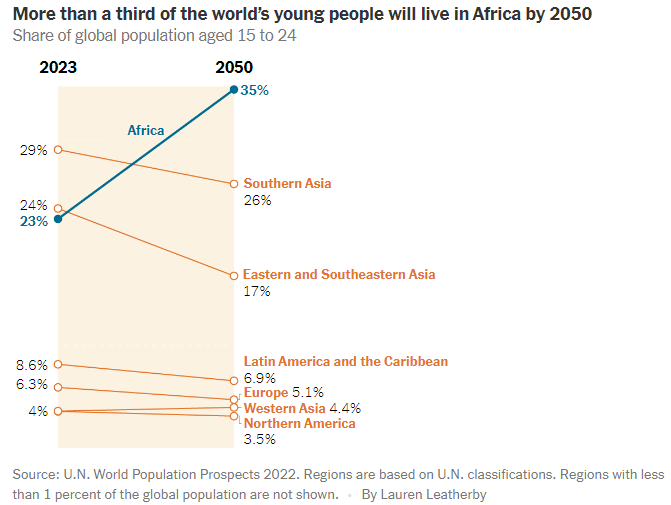 More than a third of the world's young people will live in Africa by 2050
Share of global population aged 15 to 24
2023 2050
35%
Africa
29%
Southern Asia
26%
24%
23%
Eastern and Southeastern Asia
17%
Latin America and the Caribbean
8.6%
6.9%
6.3%
Europe 5.1%
4%
Western Asia 4.4%
Northern America
3.5%
Source: U.N. World Population Prospects 2022. Regions are based on U.N. classifications. Regions with less
than 1 percent of the global population are not shown. • By Lauren Leatherby